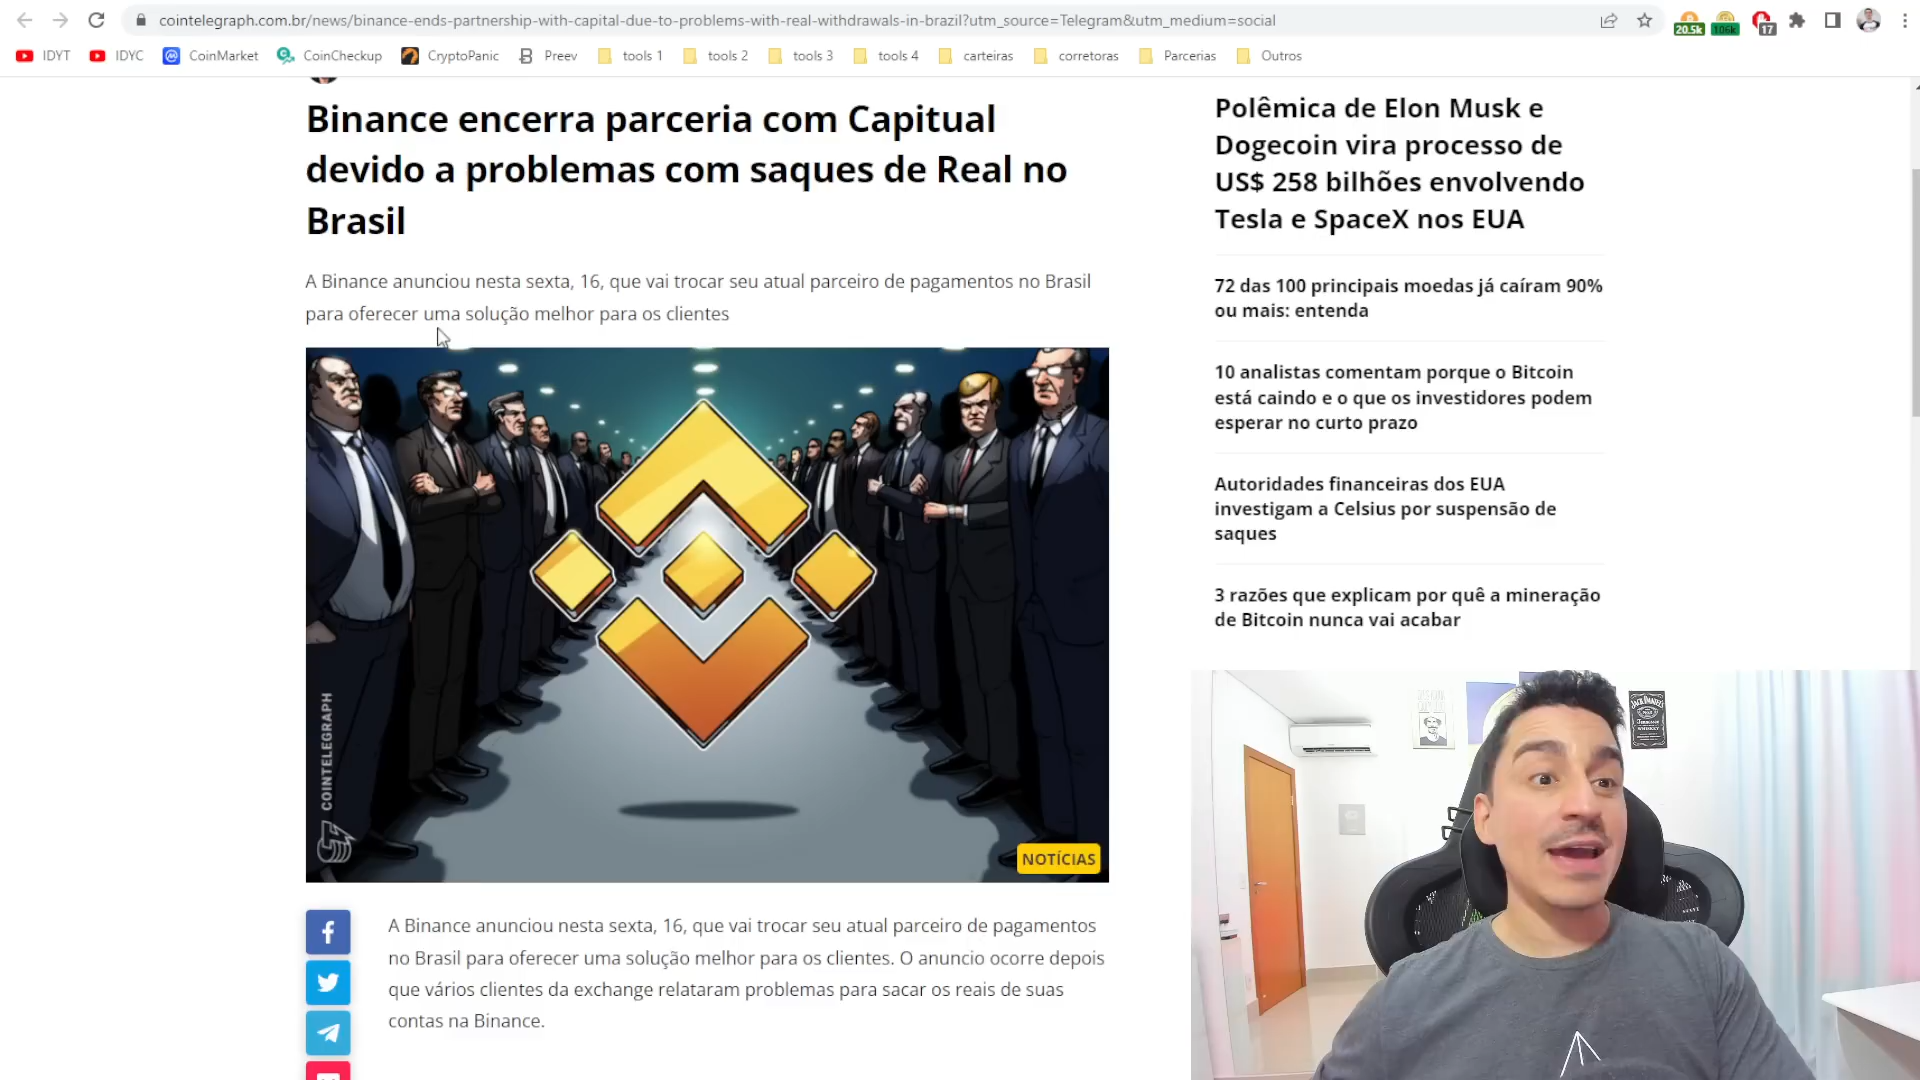 cointelegraph.com.br/news/binance-ends-partnership-with-capital-due-to-problems-with-real-withdrawals-in-brazil?utm_source=Telegram&utm_medium=social
20.5k
106k
17
IDYT
IDYC
CoinMarket
CoinCheckup
CryptoPanic
Preev
tools 1
tools 2
tools 3
tools 4
carteiras
corretoras
Parcerias
Outros
Binance encerra parceria com Capitual
devido a problemas com saques de Real no
Brasil
A Binance anunciou nesta sexta, 16, que vai trocar seu atual parceiro de pagamentos no Brasil
para oferecer uma solução melhor para os clientes
COINTELEGRAPH
NOTÍCIAS
A Binance anunciou nesta sexta, 16, que vai trocar seu atual parceiro de pagamentos
no Brasil para oferecer uma solução melhor para os clientes. O anuncio ocorre depois
que vários clientes da exchange relataram problemas para sacar os reais de suas
contas na Binance.
Polêmica de Elon Musk e
Dogecoin vira processo de
US$ 258 bilhões envolvendo
Tesla e SpaceX nos EUA
72 das 100 principais moedas já caíram 90%
ou mais: entenda
10 analistas comentam porque o Bitcoin
está caindo e o que os investidores podem
esperar no curto prazo
Autoridades financeiras dos EUA
investigam a Celsius por suspensão de
saques
3 razões que explicam por quê a mineração
de Bitcoin nunca vai acabar
JACK DANIEL'S